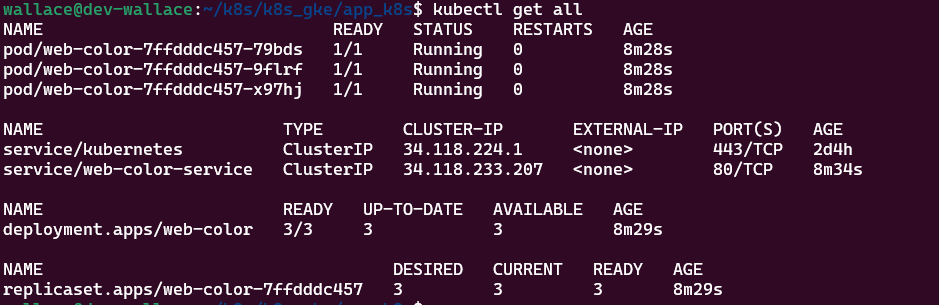 wallace@dev-wallace:~/k8s/k8s_gke/app_k8s$ kubectl get all
NAME READY STATUS RESTARTS AGE
pod/web-color-7ffdddc457-79bds 1/1 Running 0 8m28s
pod/web-color-7ffdddc457-9flrf 1/1 Running 0 8m28s
pod/web-color-7ffdddc457-x97hj 1/1 Running 0 8m28s
NAME TYPE CLUSTER-IP EXTERNAL-IP PORT(S) AGE
service/kubernetes ClusterIP 34.118.224.1 <none> 443/TCP 2d4h
service/web-color-service ClusterIP 34.118.233.207 <none> 80/TCP 8m34s
NAME READY UP-TO-DATE AVAILABLE AGE
deployment.apps/web-color 3/3 3 3 8m29s
NAME DESIRED CURRENT READY AGE
replicaset.apps/web-color-7ffdddc457 3 3 3 8m29s